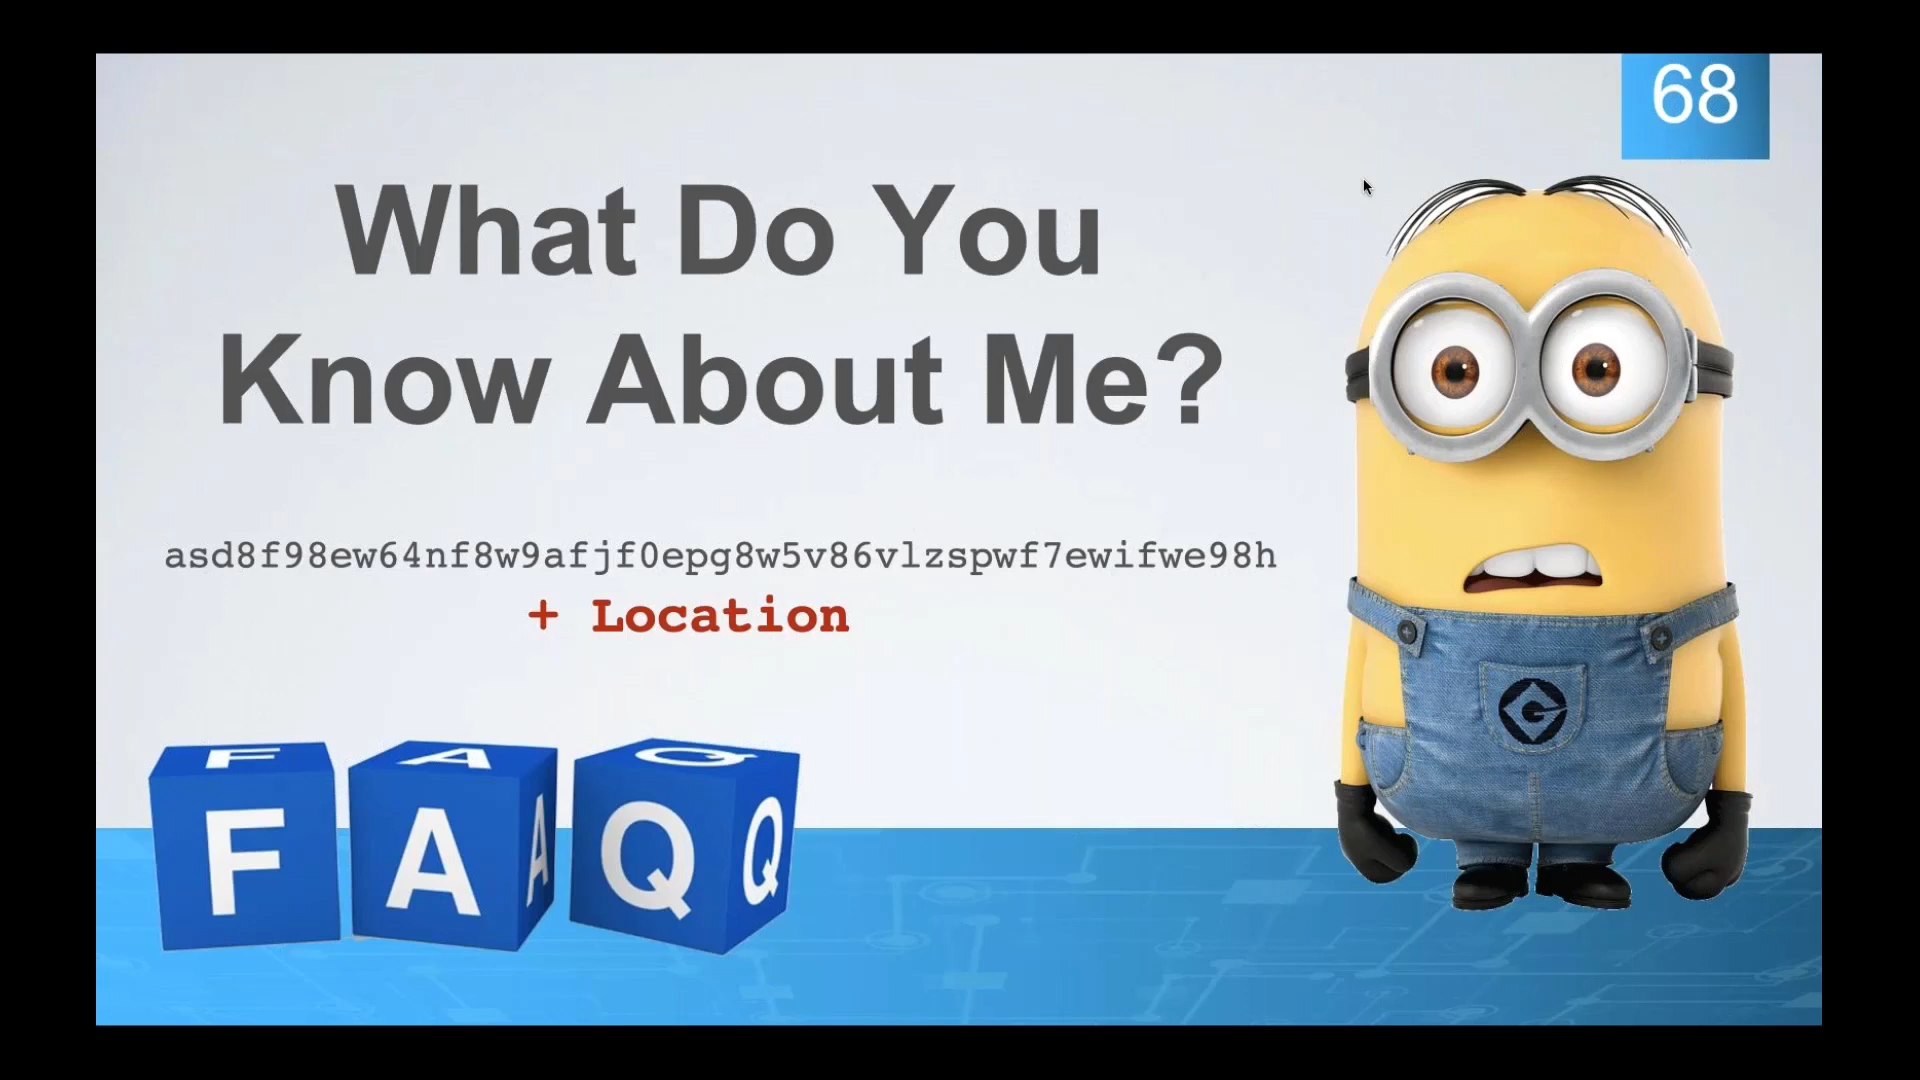 68
What Do You
Know About Me?
asd8f98ew64nf8w9afjf0epg8w5v86vlzspwf7ewifwe98h
+ Location
F A Q
F A A Q Q